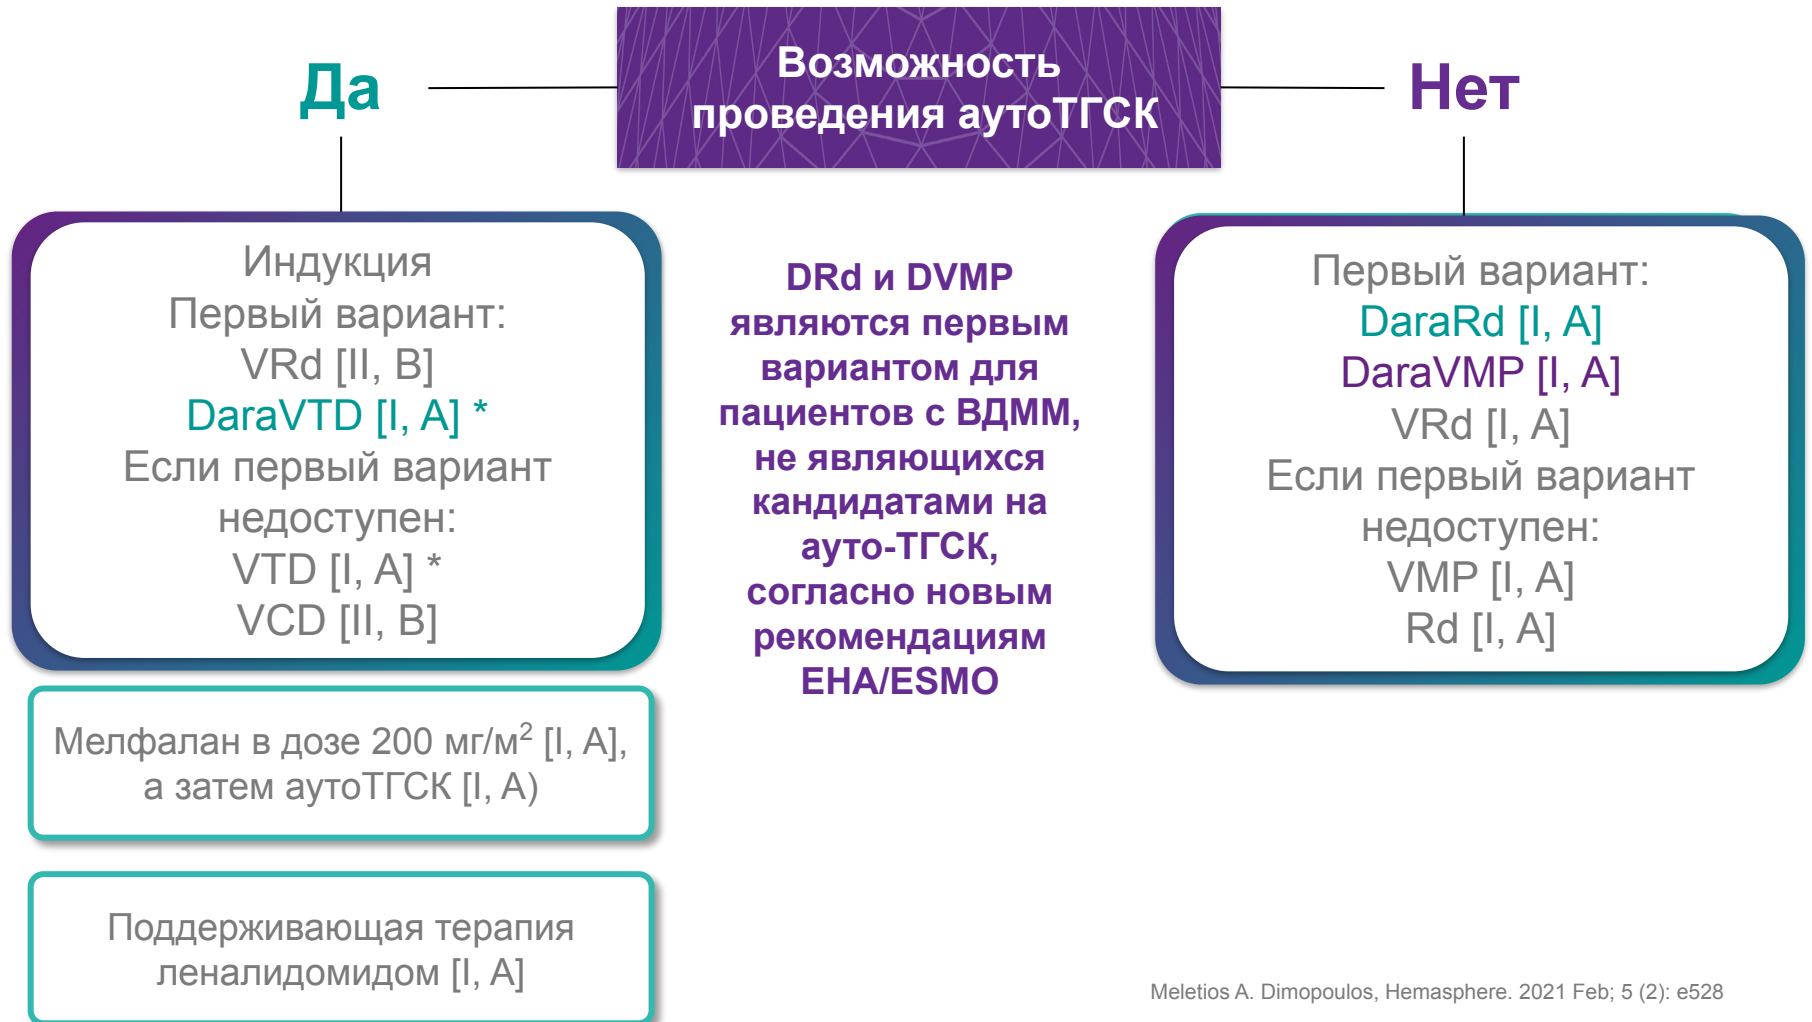 Да
Возможность
проведения аутоТГСК
Нет
Индукция
Первый вариант:
VRd [II, B]
DaraVTD [I, A] *
Если первый вариант
недоступен:
VTD [I, A] *
VCD [II, B]
Мелфалан в дозе 200 мг/м² [I, A],
а затем аутоТГСК [I, A)
Поддерживающая терапия
леналидомидом [I, A]
DRd и DVMP
являются первым
вариантом для
пациентов с ВДММ,
не являющихся
кандидатами на
ауто-ТГСК,
согласно новым
рекомендациям
EHA/ESMO
Первый вариант:
DaraRd [I, A]
DaraVMP [I, A]
VRd [I, A]
Если первый вариант
недоступен:
VMP [I, A]
Rd [I, A]
Meletios A. Dimopoulos, Hemasphere. 2021 Feb; 5 (2): e528